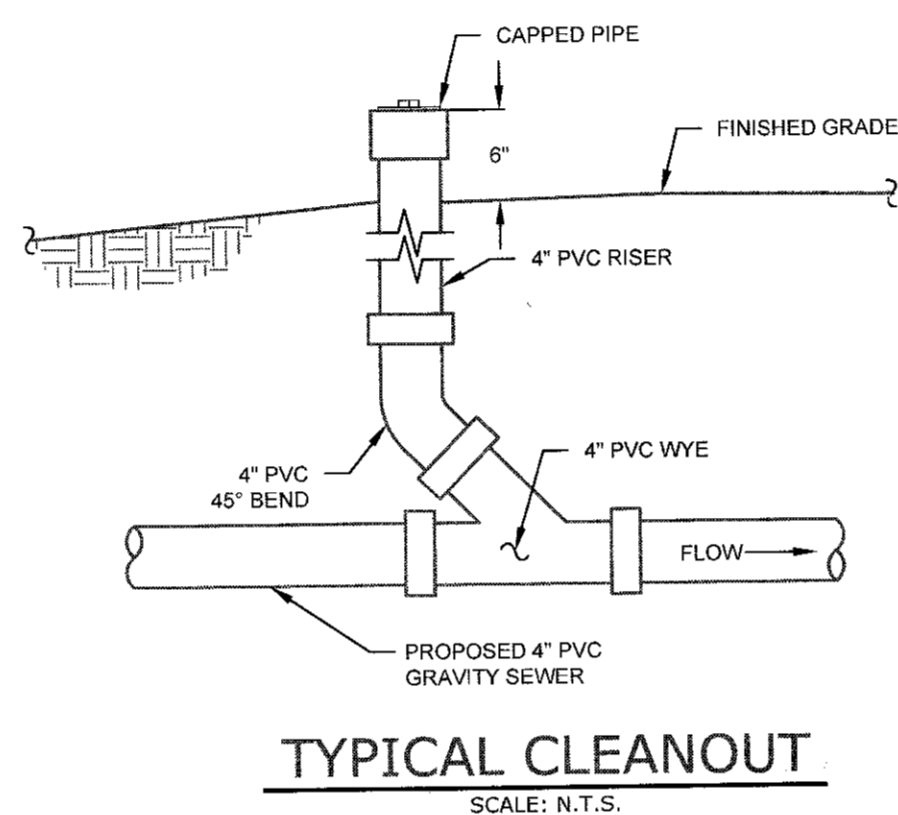 CAPPED PIPE
FINISHED GRADE
6"
4" PVC RISER
4" PVC WYE
4" PVC
45° BEND
FLOW
PROPOSED 4" PVC
GRAVITY SEWER
TYPICAL CLEANOUT
SCALE: N.T.S.